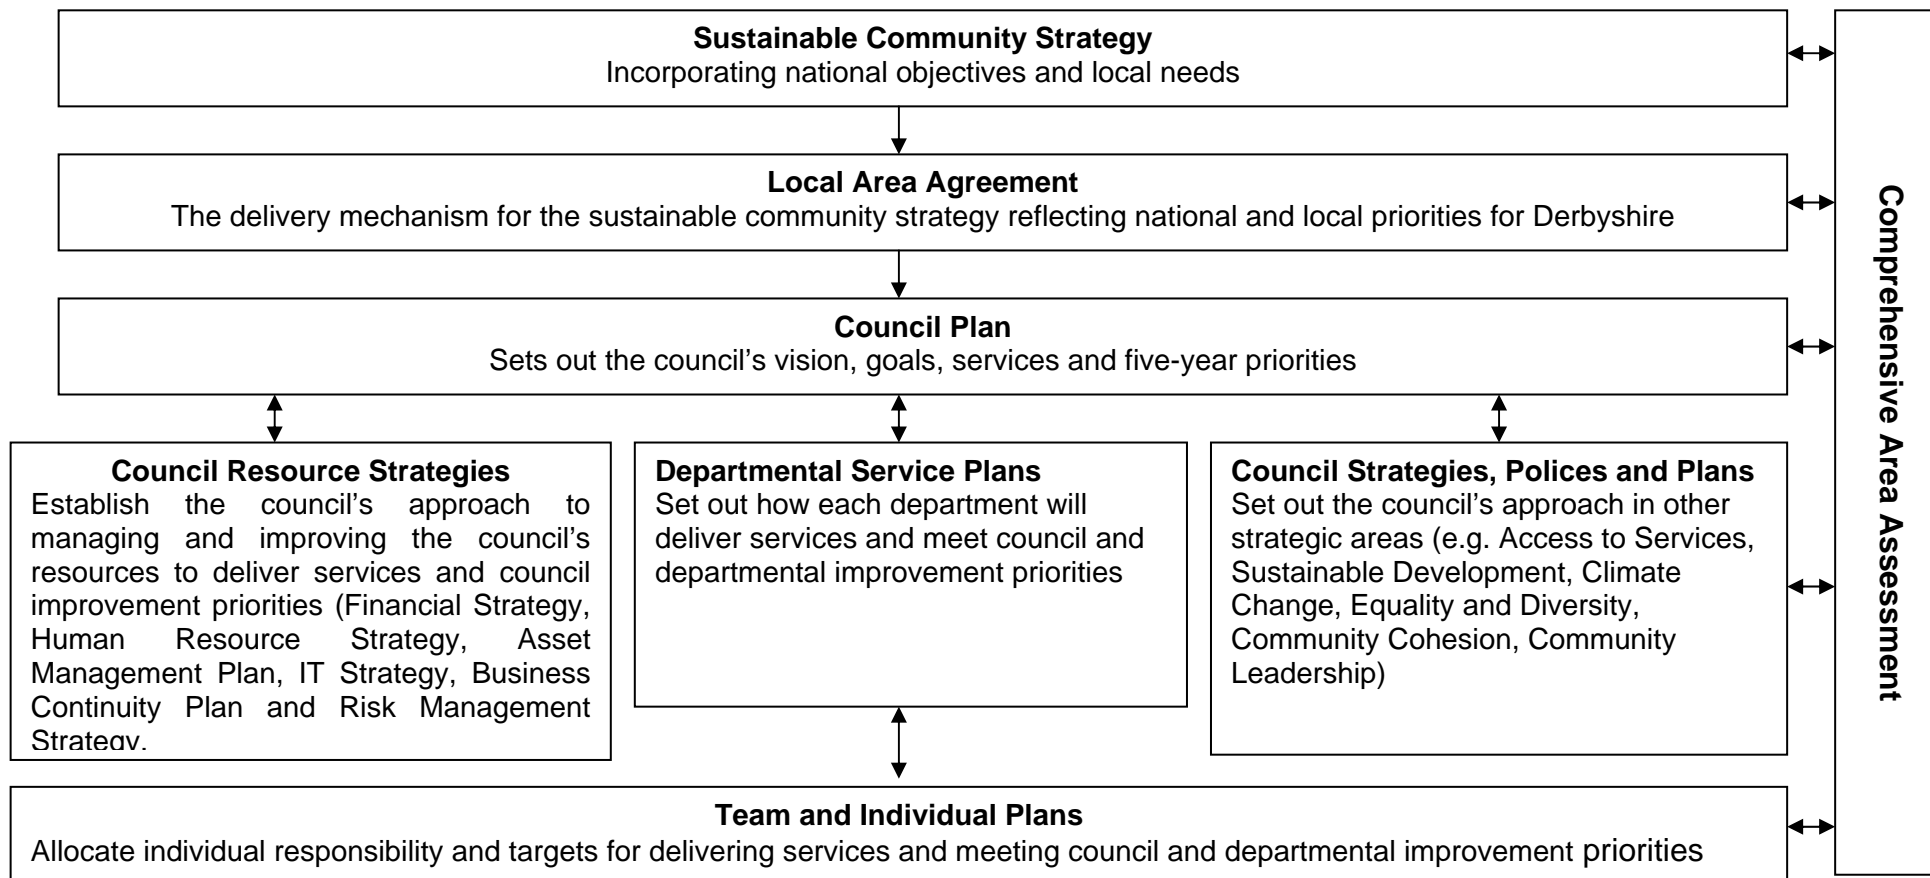 Sustainable Community Strategy
Incorporating national objectives and local needs
Local Area Agreement
The delivery mechanism for the sustainable community strategy reflecting national and local priorities for Derbyshire
Council Plan
Sets out the council’s vision, goals, services and five-year priorities
Council Resource Strategies
Establish the council’s approach to
managing and improving the council’s
resources to deliver services and council
improvement priorities (Financial Strategy,
Human Resource Strategy, Asset
Management Plan, IT Strategy, Business
Continuity Plan and Risk Management
Strategy.
Departmental Service Plans
Set out how each department will
deliver services and meet council and
departmental improvement priorities
Council Strategies, Polices and Plans
Set out the council’s approach in other
strategic areas (e.g. Access to Services,
Sustainable Development, Climate
Change, Equality and Diversity,
Community Cohesion, Community
Leadership)
Team and Individual Plans
Allocate individual responsibility and targets for delivering services and meeting council and departmental improvement priorities
Comprehensive Area Assessment